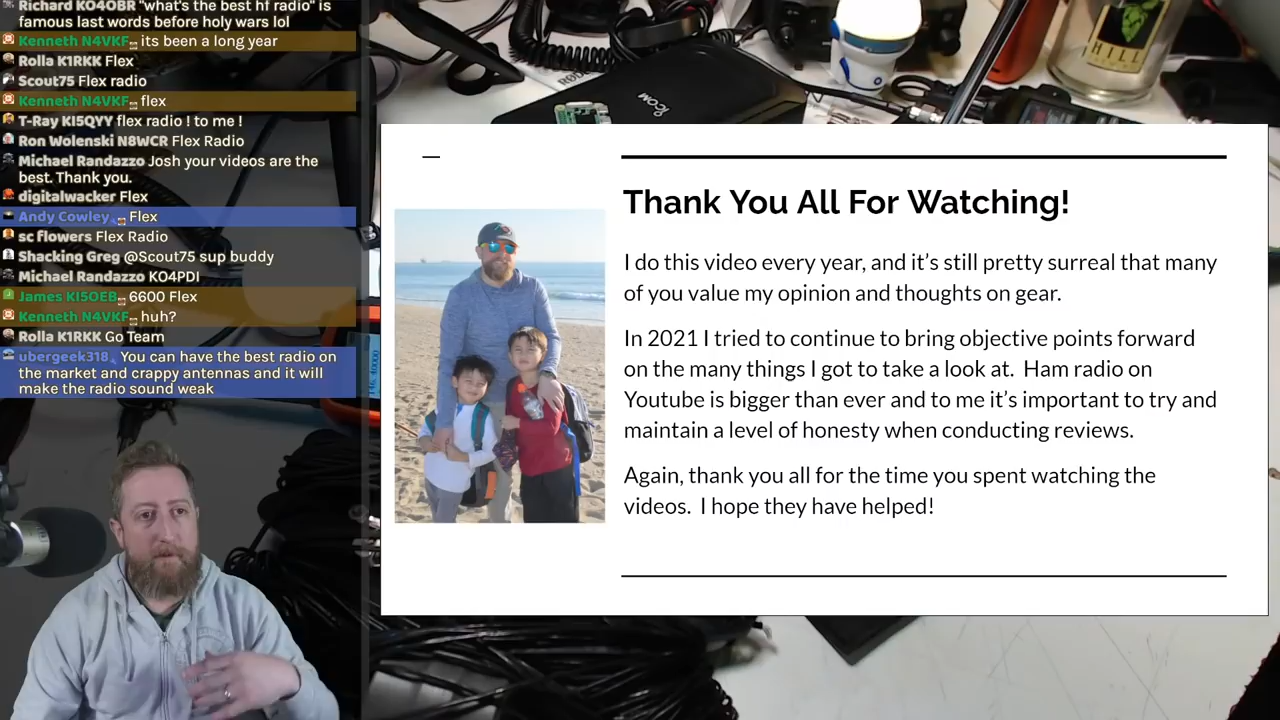 Richard KO4OBR "what's the best hf radio" is
famous last words before holy wars lol
Kenneth N4VKF its been a long year
Rolla K1RKK Flex
Scout75 Flex radio
Kenneth N4VKF flex
T-Ray KI5QYY flex radio ! to me !
Ron Wolenski N8WCR Flex Radio
Michael Randazzo Josh your videos are the
best. Thank you.
digitalwacker Flex
Andy Cowley Flex
sc flowers Flex Radio
Shacking Greg @Scout75 sup buddy
Michael Randazzo KO4PDI
James KI5OEB 6600 Flex
Kenneth N4VKF huh?
Rolla K1RKK Go Team
ubergeek318 You can have the best radio on
the market and crappy antennas and it will
make the radio sound weak
ICOM
HILL
Thank You All For Watching!
I do this video every year, and it’s still pretty surreal that many
of you value my opinion and thoughts on gear.
In 2021 I tried to continue to bring objective points forward
on the many things I got to take a look at.  Ham radio on
Youtube is bigger than ever and to me it’s important to try and
maintain a level of honesty when conducting reviews.
Again, thank you all for the time you spent watching the
videos.  I hope they have helped!